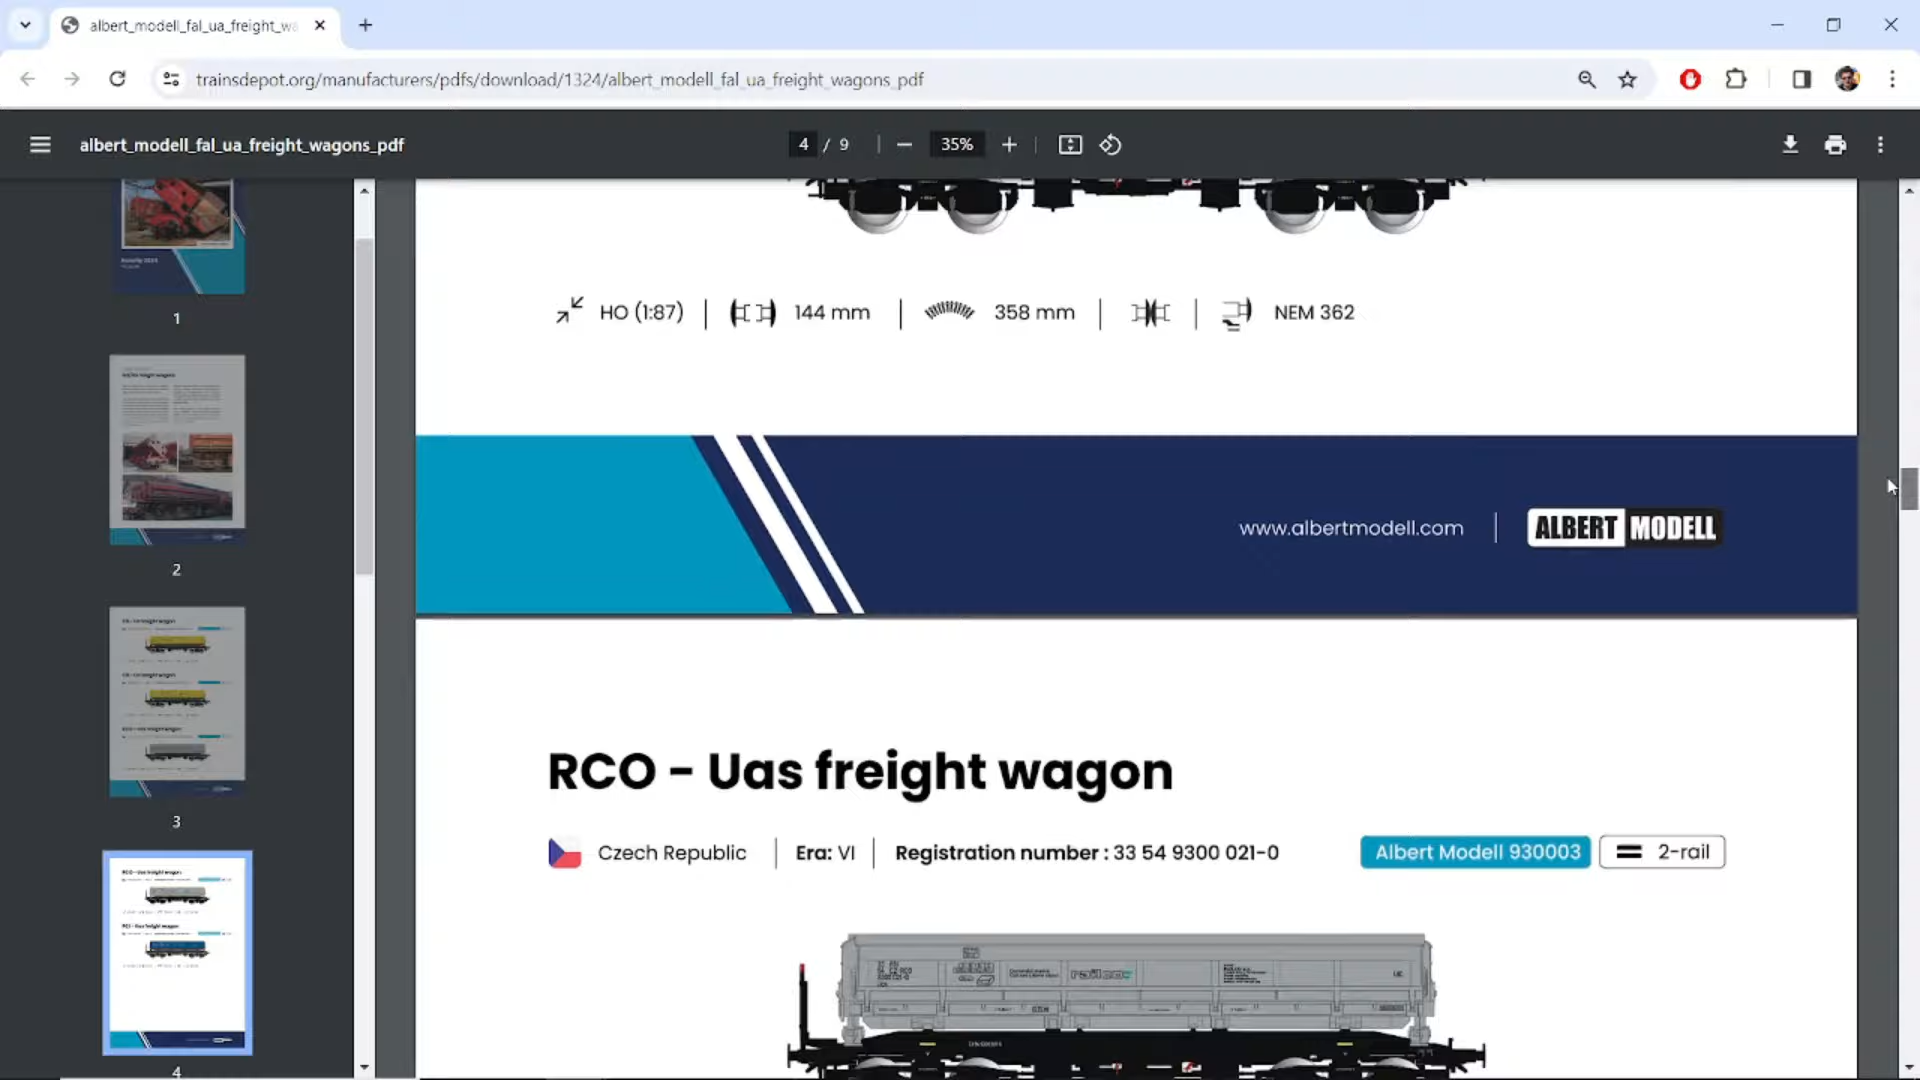 albert_modell_fal_ua_freight_wa
trainsdepot.org/manufacturers/pdfs/download/1324/albert_modell_fal_ua_freight_wagons_pdf
albert_modell_fal_ua_freight_wagons_pdf
4 / 9
35%
1
2
3
4
HO (1:87)
144 mm
358 mm
NEM 362
www.albertmodell.com
ALBERT MODELL
RCO - Uas freight wagon
Czech Republic
Era: VI
Registration number : 33 54 9300 021-0
Albert Modell 930003
2-rail